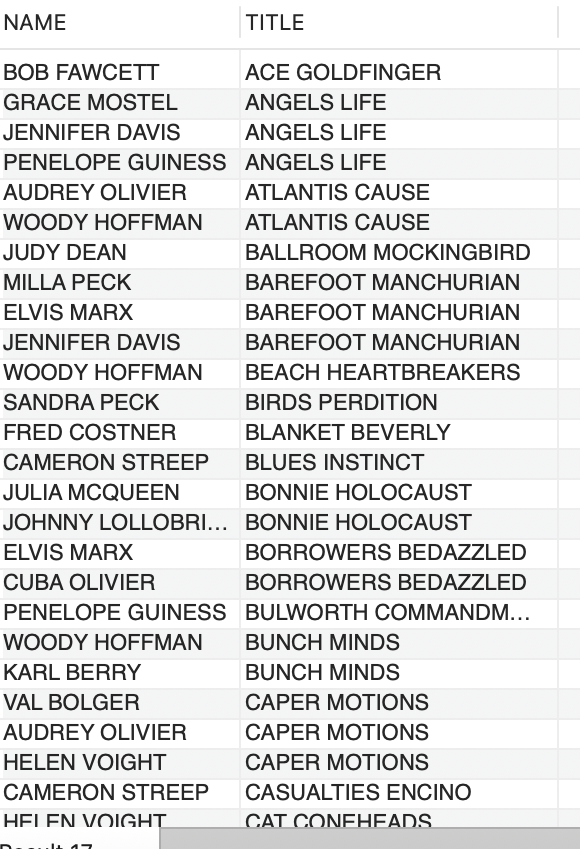 NAME TITLE
BOB FAWCETT ACE GOLDFINGER
GRACE MOSTEL ANGELS LIFE
JENNIFER DAVIS ANGELS LIFE
PENELOPE GUINESS ANGELS LIFE
AUDREY OLIVIER ATLANTIS CAUSE
WOODY HOFFMAN ATLANTIS CAUSE
JUDY DEAN BALLROOM MOCKINGBIRD
MILLA PECK BAREFOOT MANCHURIAN
ELVIS MARX BAREFOOT MANCHURIAN
JENNIFER DAVIS BAREFOOT MANCHURIAN
WOODY HOFFMAN BEACH HEARTBREAKERS
SANDRA PECK BIRDS PERDITION
FRED COSTNER BLANKET BEVERLY
CAMERON STREEP BLUES INSTINCT
JULIA MCQUEEN BONNIE HOLOCAUST
JOHNNY LOLLOBRI... BONNIE HOLOCAUST
ELVIS MARX BORROWERS BEDAZZLED
CUBA OLIVIER BORROWERS BEDAZZLED
PENELOPE GUINESS BULWORTH COMMANDM...
WOODY HOFFMAN BUNCH MINDS
KARL BERRY BUNCH MINDS
VAL BOLGER CAPER MOTIONS
AUDREY OLIVIER CAPER MOTIONS
HELEN VOIGHT CAPER MOTIONS
CAMERON STREEP CASUALTIES ENCINO
HELEN VOIGHT CAT CONEHEADS
Result 17